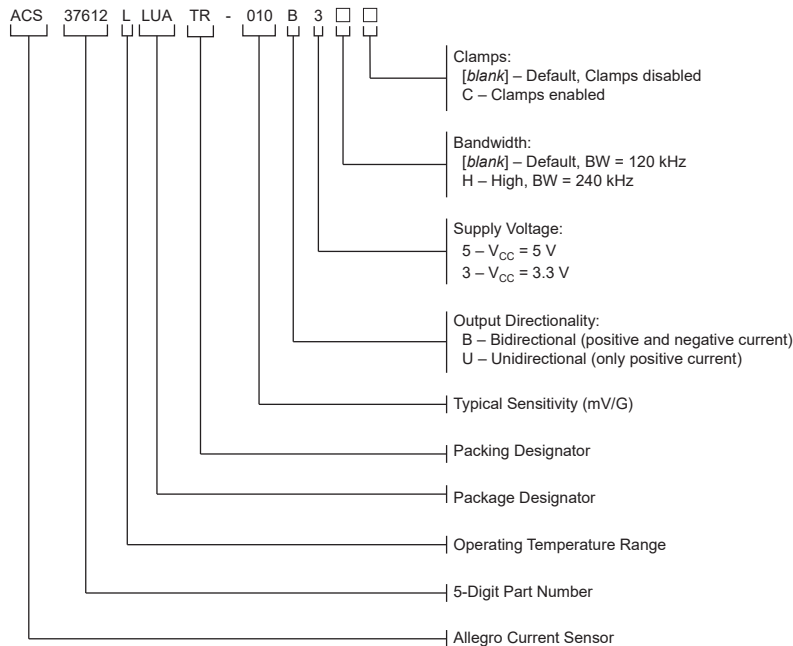 ACS 37612 L LUA TR - 010 B 3 □ □
Clamps:
[blank] – Default, Clamps disabled
C – Clamps enabled
Bandwidth:
[blank] – Default, BW = 120 kHz
H – High, BW = 240 kHz
Supply Voltage:
5 – VCC = 5 V
3 – VCC = 3.3 V
Output Directionality:
B – Bidirectional (positive and negative current)
U – Unidirectional (only positive current)
Typical Sensitivity (mV/G)
Packing Designator
Package Designator
Operating Temperature Range
5-Digit Part Number
Allegro Current Sensor